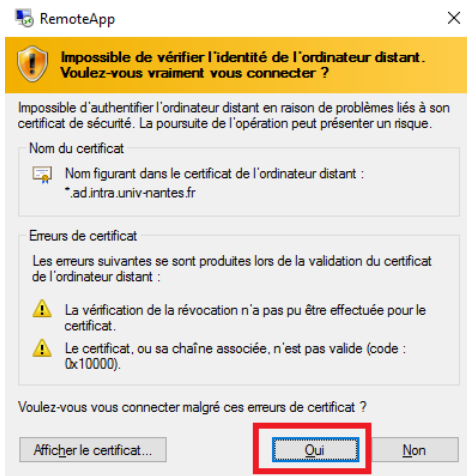 RemoteApp
Impossible de vérifier l'identité de l'ordinateur distant.
Voulez-vous vraiment vous connecter ?
Impossible d'authentifier l'ordinateur distant en raison de problèmes liés à son
certificat de sécurité. La poursuite de l'opération peut présenter un risque.
Nom du certificat
Nom figurant dans le certificat de l'ordinateur distant :
*.ad.intra.univ-nantes.fr
Erreurs de certificat
Les erreurs suivantes se sont produites lors de la validation du certificat
de l'ordinateur distant :
La vérification de la révocation n'a pas pu être effectuée pour le
certificat.
Le certificat, ou sa chaîne associée, n'est pas valide (code :
0x10000).
Voulez-vous vous connecter malgré ces erreurs de certificat ?
Afficher le certificat... Oui Non